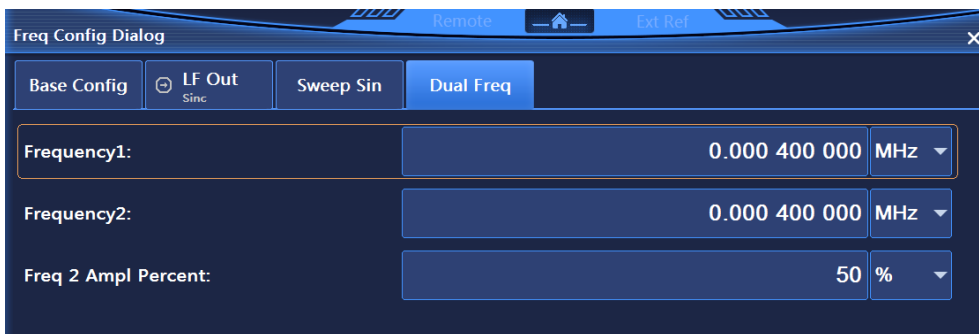 Remote Ext Ref
Freq Config Dialog
Base Config LF Out Sweep Sin Dual Freq
Sinc
Frequency1: 0.000 400 000 MHz
Frequency2: 0.000 400 000 MHz
Freq 2 Ampl Percent: 50 %